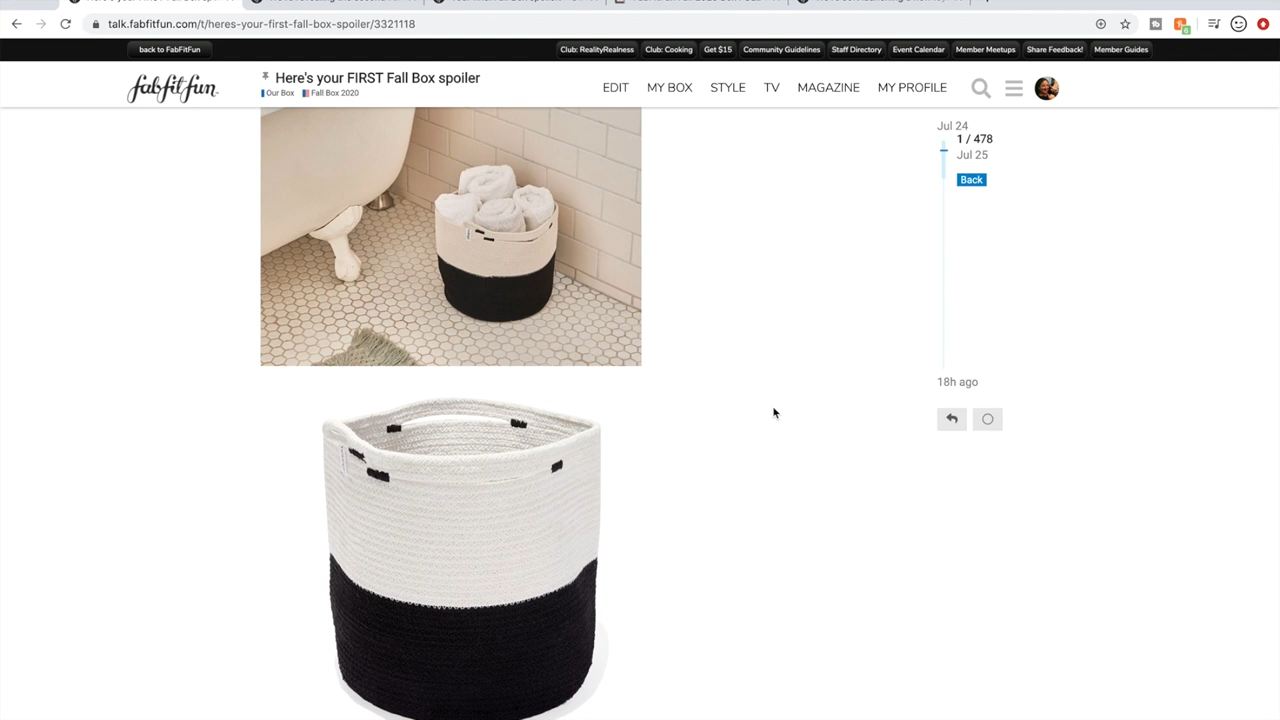 talk.fabfitfun.com/t/heres-your-first-fall-box-spoiler/3321118
back to FabFitFun
Club: RealityRealness
Club: Cooking
Get $15
Community Guidelines
Staff Directory
Event Calendar
Member Meetups
Share Feedback!
Member Guides
fabfitfun
Here's your FIRST Fall Box spoiler
Our Box
Fall Box 2020
EDIT
MY BOX
STYLE
TV
MAGAZINE
MY PROFILE
Jul 24
1 / 478
Jul 25
Back
18h ago